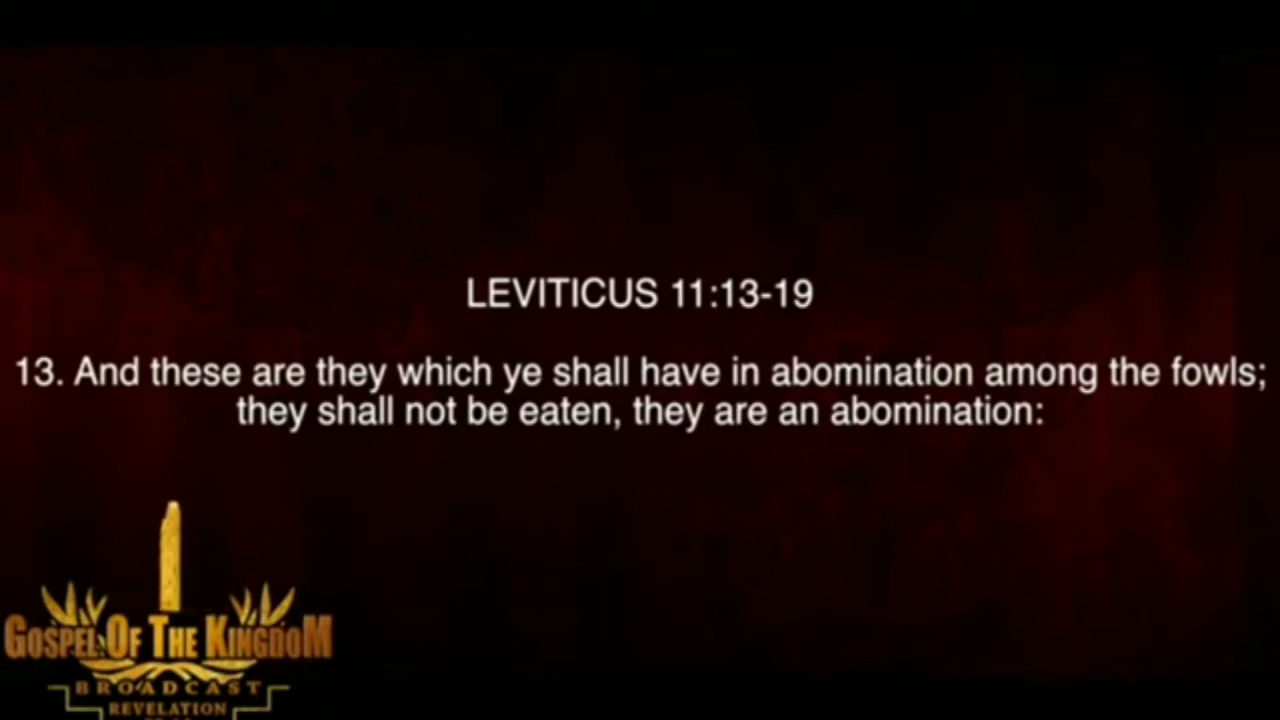 LEVITICUS 11:13-19
13. And these are they which ye shall have in abomination among the fowls;
they shall not be eaten, they are an abomination:
GOSPEL OF THE KINGDOM
BROADCAST
REVELATION